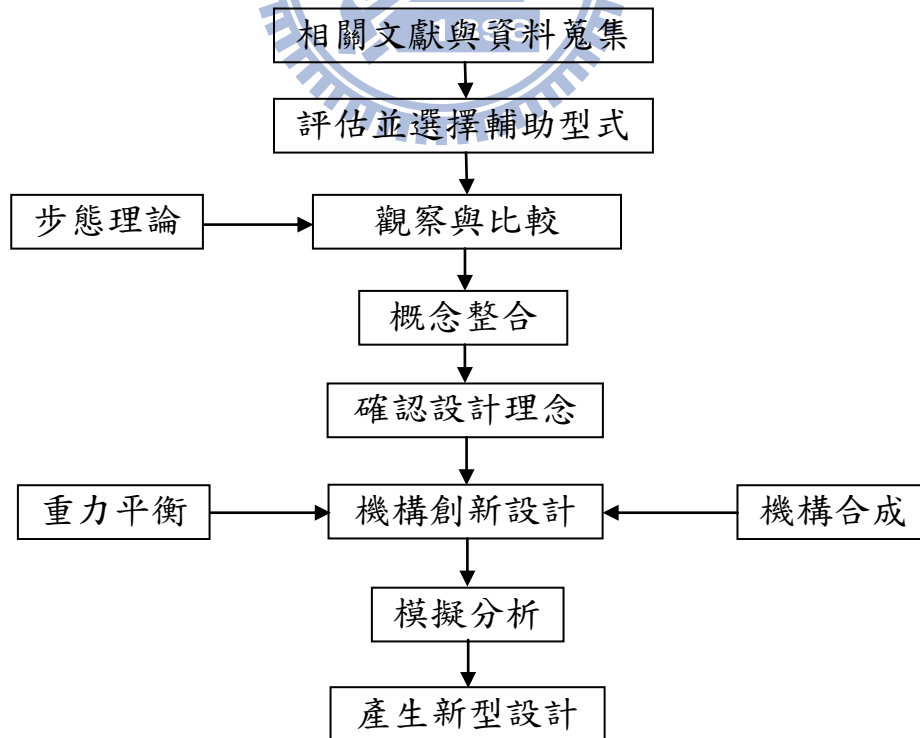 相關文獻與資料蒐集
評估並選擇輔助型式
步態理論
觀察與比較
概念整合
確認設計理念
重力平衡
機構創新設計
機構合成
模擬分析
產生新型設計